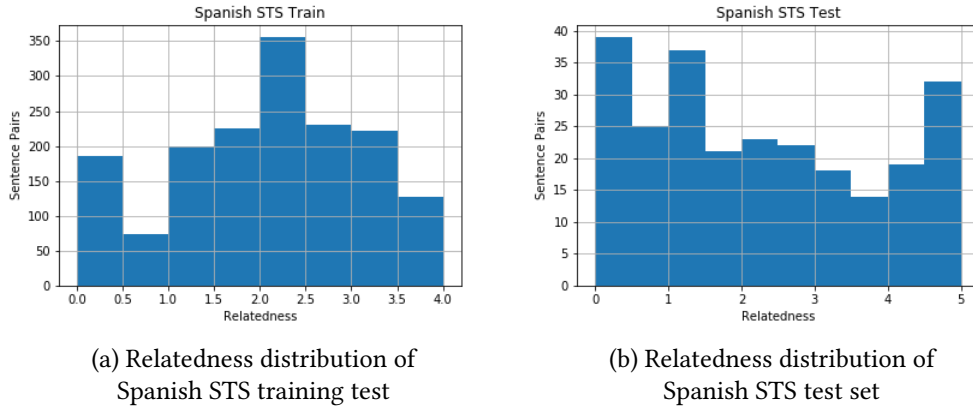 Spanish STS Train
350
300
250
200
150
100
50
0
Sentence Pairs
0.0 0.5 1.0 1.5 2.0 2.5 3.0 3.5 4.0
Relatedness
(a) Relatedness distribution of
Spanish STS training test
Spanish STS Test
40
35
30
25
20
15
10
5
0
Sentence Pairs
0 1 2 3 4 5
Relatedness
(b) Relatedness distribution of
Spanish STS test set